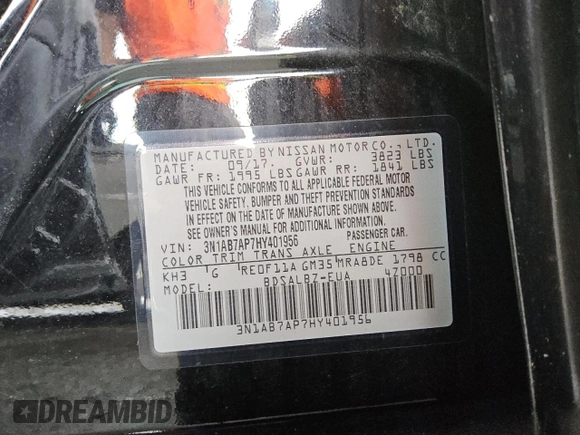 MANUFACTURED BY NISSAN MOTOR CO., LTD.
DATE: 09/17. GVWR: 3823 LBS
GAWR FR: 1995 LBS GAWR RR: 1841 LBS
THIS VEHICLE CONFORMS TO ALL APPLICABLE FEDERAL MOTOR
VEHICLE SAFETY, BUMPER AND THEFT PREVENTION STANDARDS
IN EFFECT ON THE DATE OF MANUFACTURE SHOWN ABOVE.
SEE OWNER'S MANUAL FOR ADDITIONAL INFORMATION
VIN: 3N1AB7AP7HY401956 PASSENGER CAR.
COLOR TRIM TRANS AXLE ENGINE
KH3 G RE0F11A GM35 MRA8DE 1798 CC
MODEL: BDSALBZ-EUA 47000
3N1AB7AP7HY401956
DREAMBID